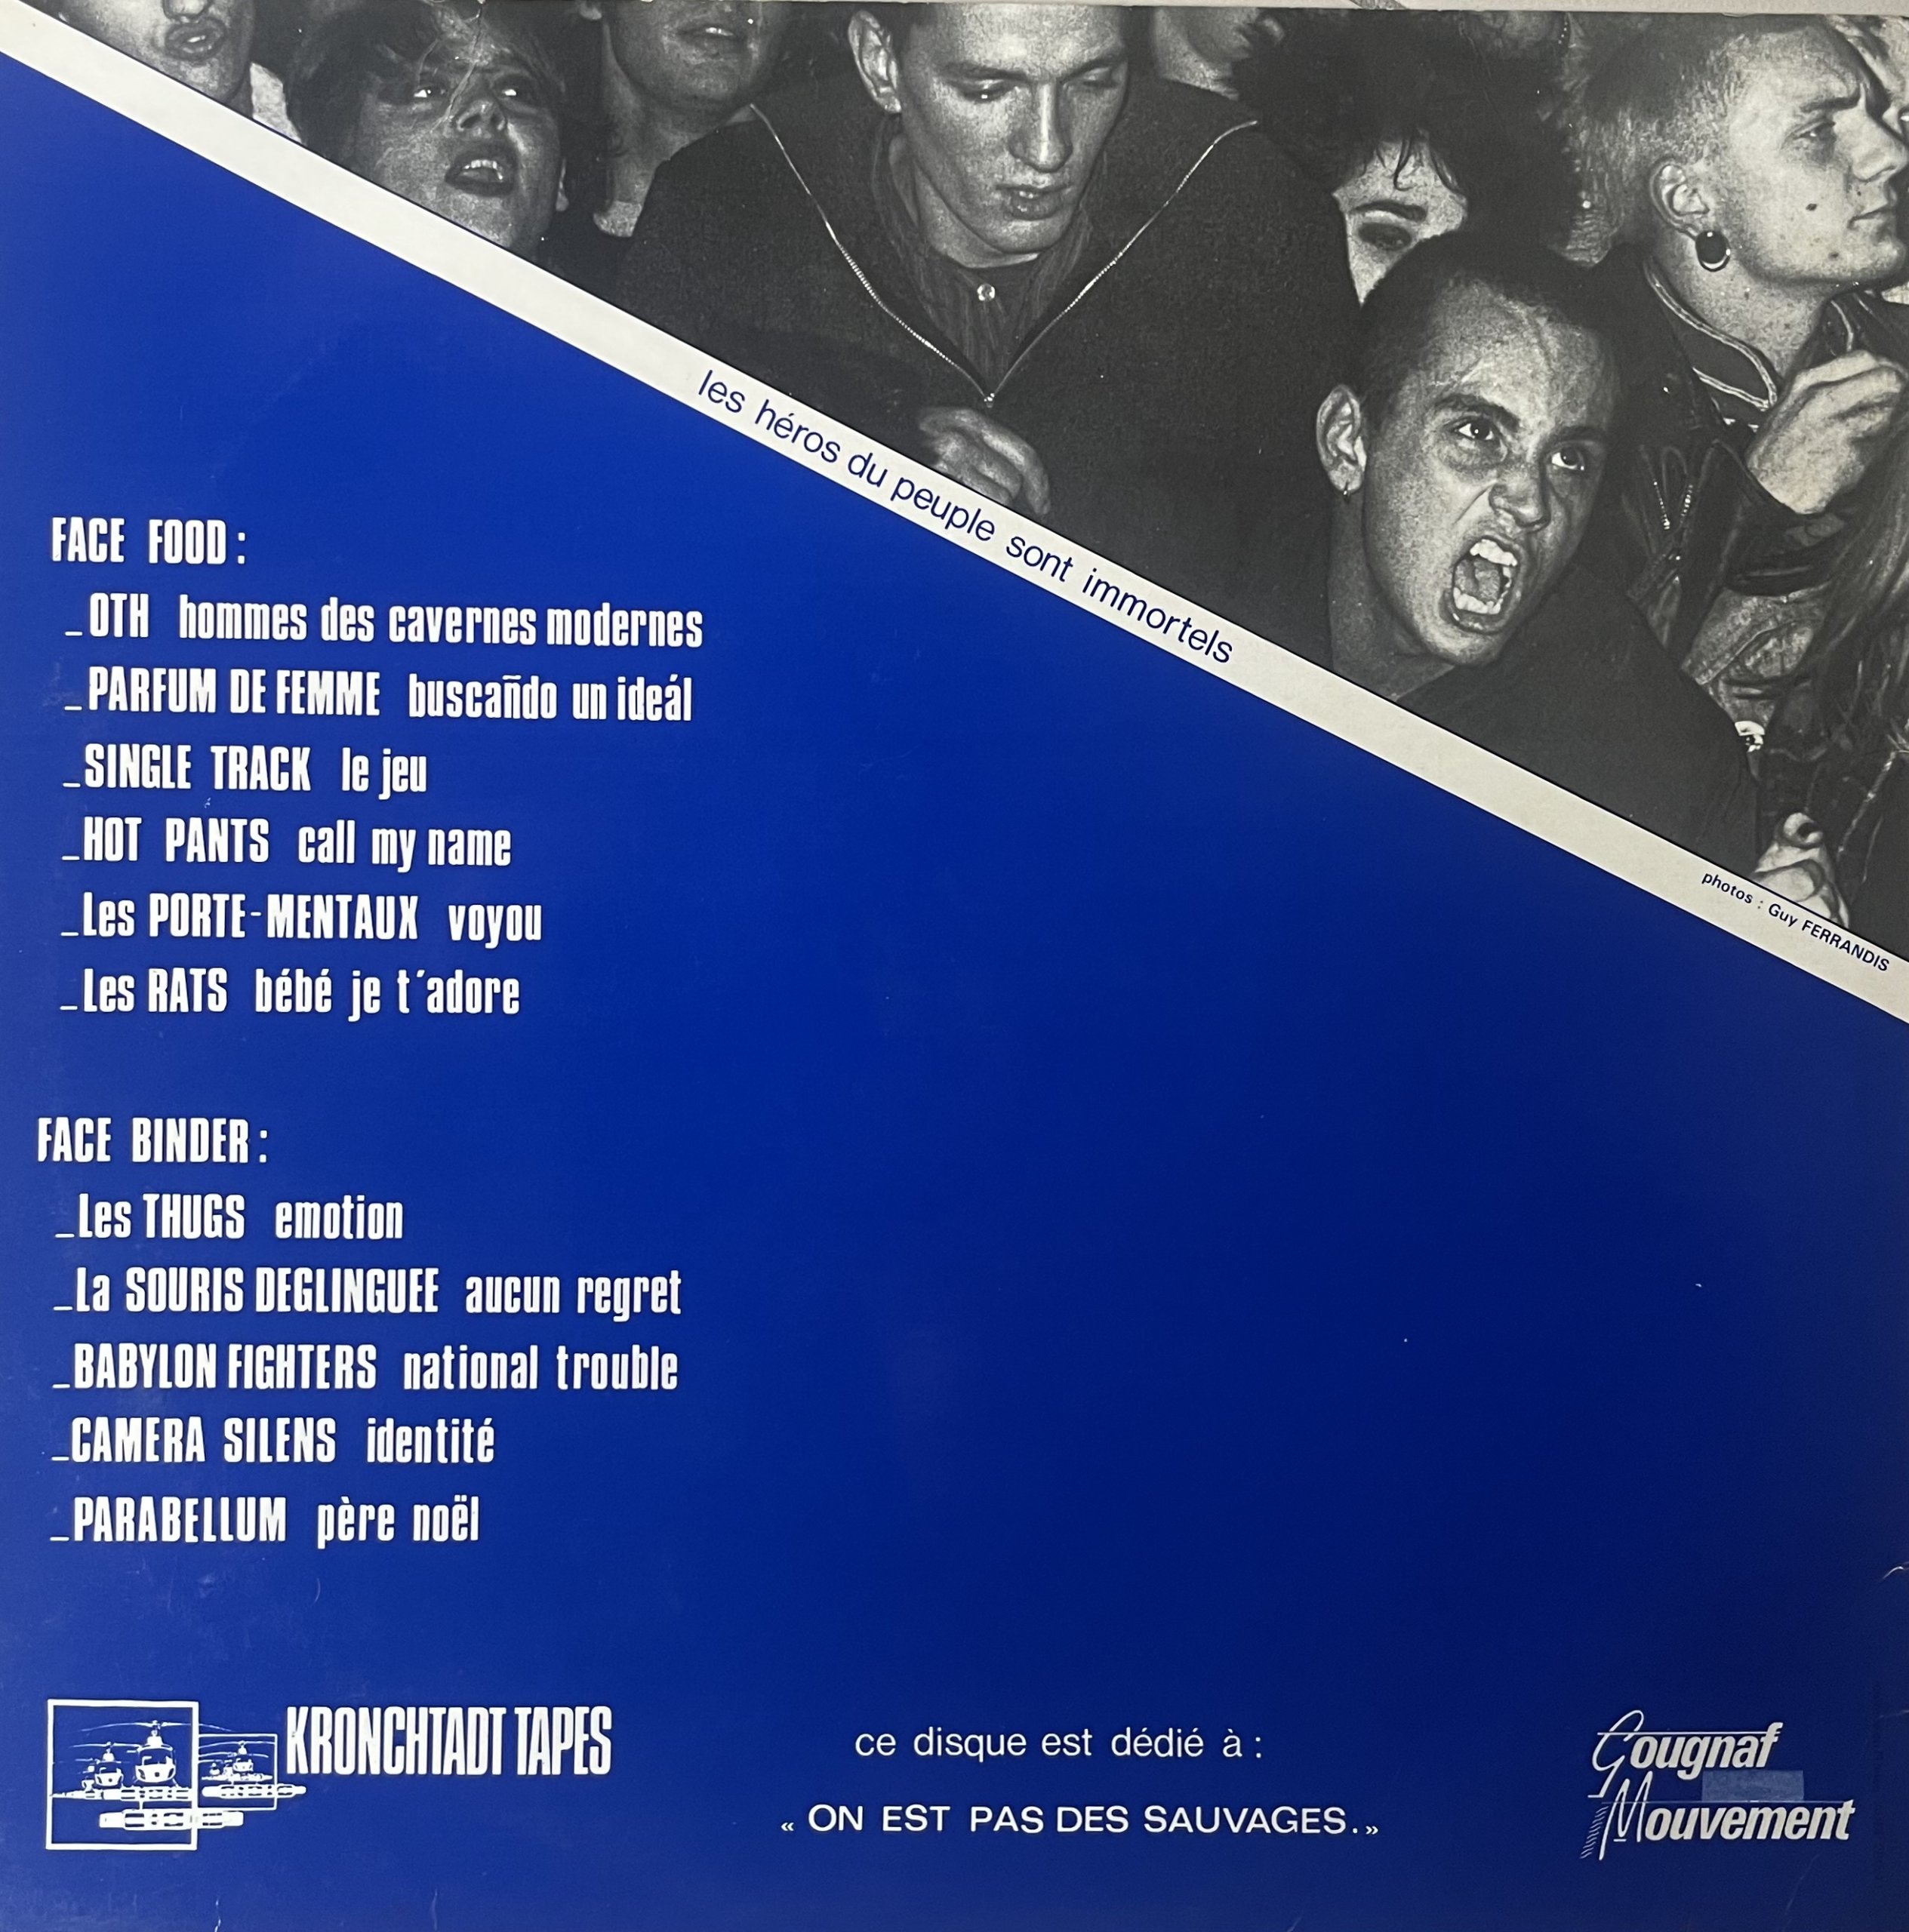 les héros du peuple sont immortels
photos : Guy FERRANDIS
FACE FOOD :
_OTH hommes des cavernes modernes
_PARFUM DE FEMME buscañdo un ideál
_SINGLE TRACK le jeu
_HOT PANTS call my name
_Les PORTE-MENTAUX voyou
_Les RATS bébé je t´adore
FACE BINDER :
_Les THUGS emotion
_La SOURIS DEGLINGUEE aucun regret
_BABYLON FIGHTERS national trouble
_CAMERA SILENS identité
_PARABELLUM père noël
KRONCHTADT TAPES
ce disque est dédié à :
« ON EST PAS DES SAUVAGES. »
Gougnaf
Mouvement